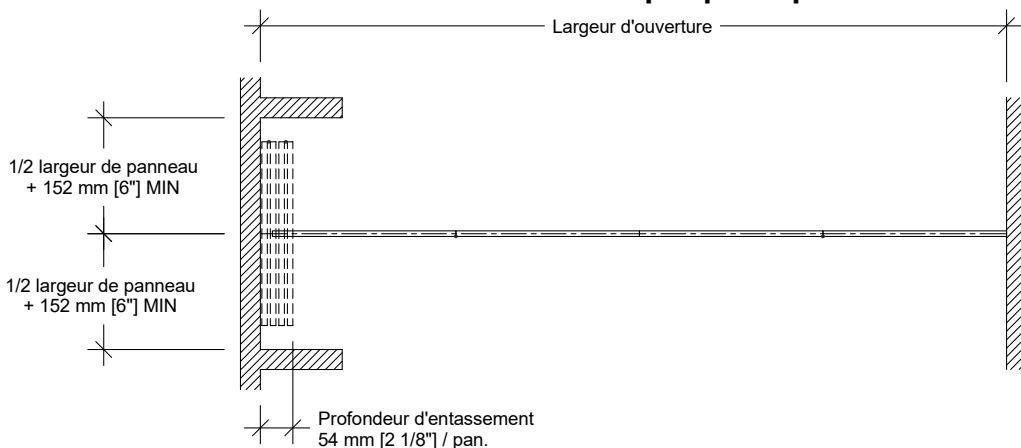 Largeur d'ouverture
1/2 largeur de panneau
+ 152 mm [6"] MIN
1/2 largeur de panneau
+ 152 mm [6"] MIN
Profondeur d'entassement
54 mm [2 1/8"] / pan.